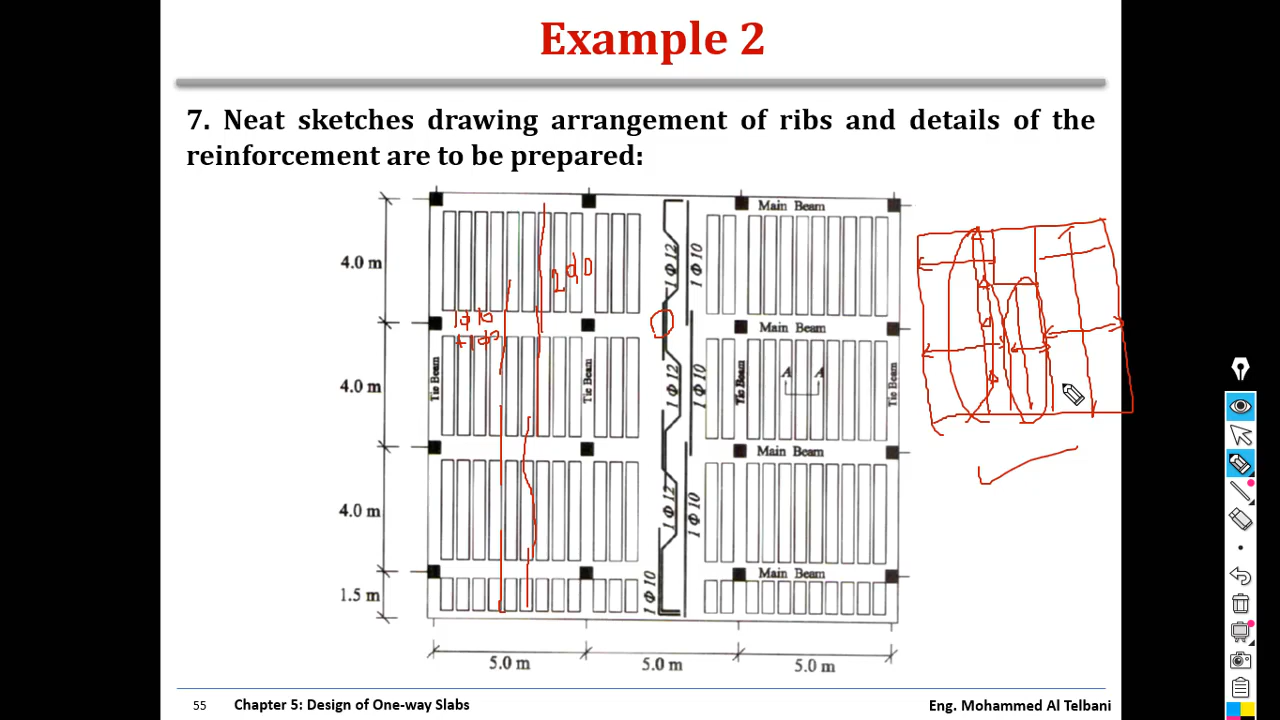 Example 2
7. Neat sketches drawing arrangement of ribs and details of the
reinforcement are to be prepared:
Main Beam
4.0 m
1 Φ 12
1 Φ 10
Main Beam
4.0 m
Tie Beam
Tie Beam
1 Φ 12
1 Φ 10
Tie Beam
A A
Tie Beam
Main Beam
4.0 m
1 Φ 12
1 Φ 10
Main Beam
1.5 m
1 Φ 10
5.0 m
5.0 m
5.0 m
55
Chapter 5: Design of One-way Slabs
Eng. Mohammed Al Telbani